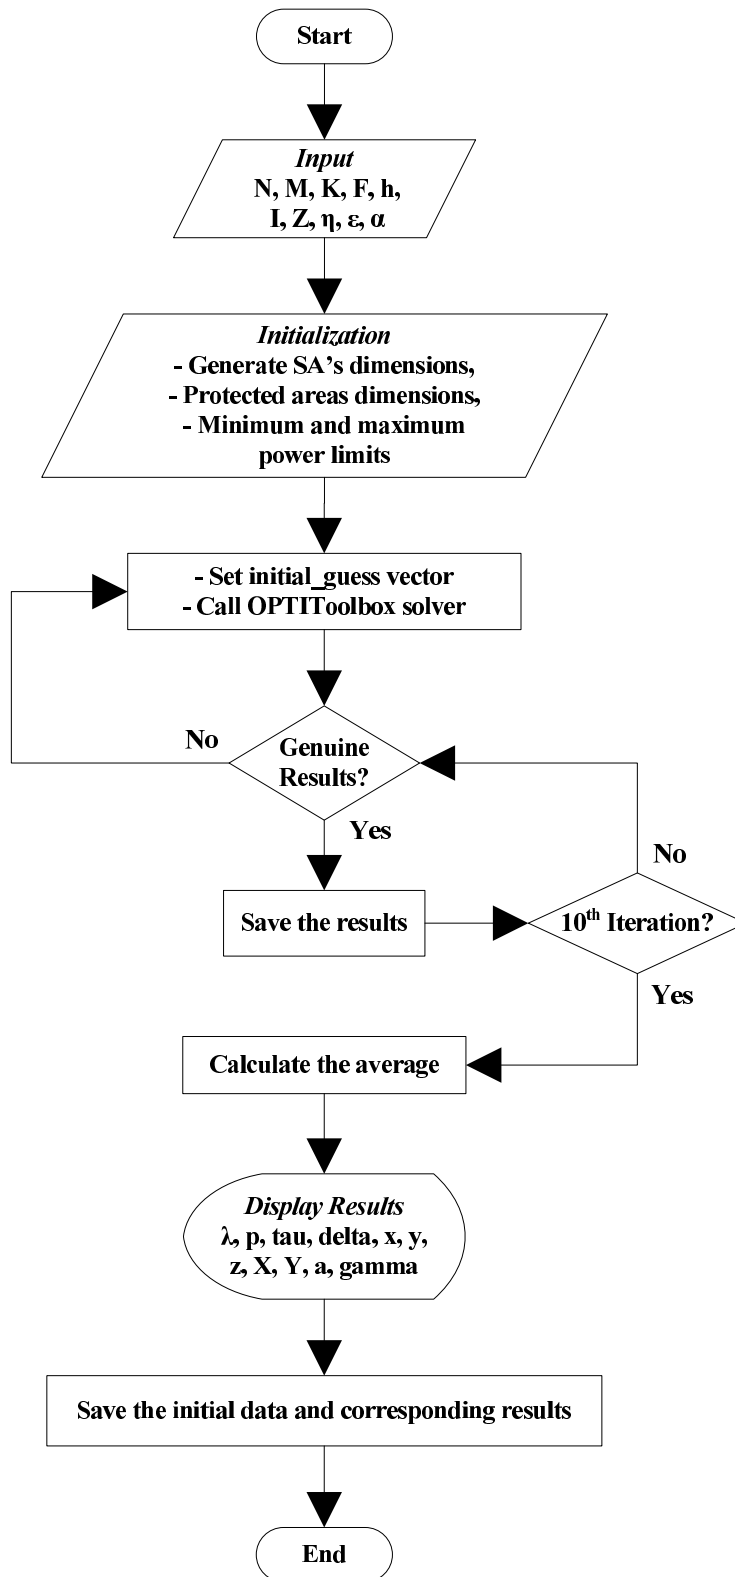 Start
Input
N, M, K, F, h,
I, Z, η, ε, α
Initialization
- Generate SA's dimensions,
- Protected areas dimensions,
- Minimum and maximum
power limits
- Set initial_guess vector
- Call OPTIToolbox solver
No
Genuine
Results?
Yes
No
Save the results
10th Iteration?
Yes
Calculate the average
Display Results
λ, p, tau, delta, x, y,
z, X, Y, a, gamma
Save the initial data and corresponding results
End